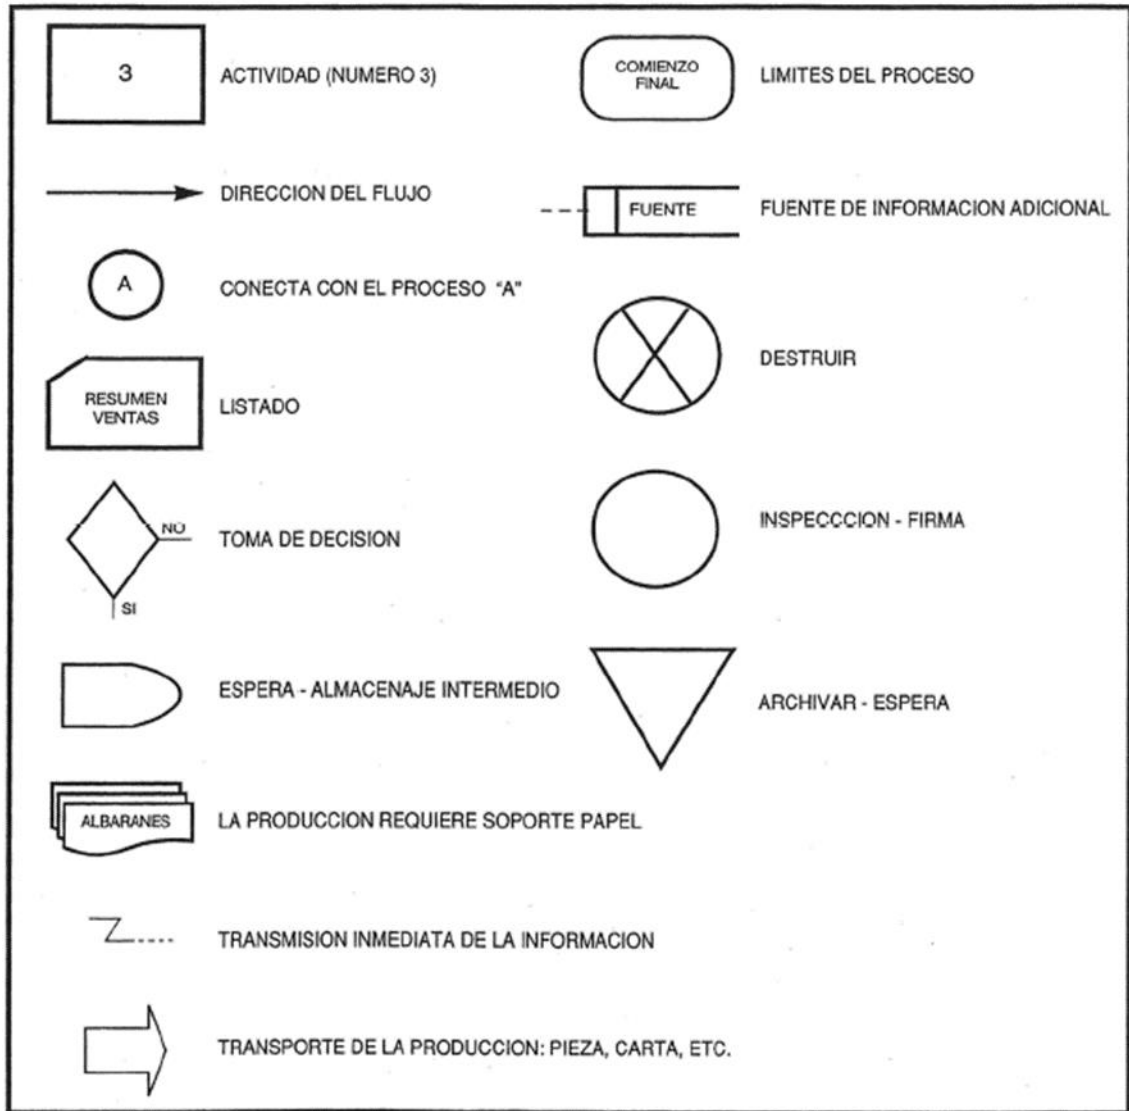 3
ACTIVIDAD (NUMERO 3)
DIRECCION DEL FLUJO
A
CONECTA CON EL PROCESO "A"
RESUMEN
VENTAS
LISTADO
NO
SI
TOMA DE DECISION
ESPERA - ALMACENAJE INTERMEDIO
ALBARANES
LA PRODUCCION REQUIERE SOPORTE PAPEL
TRANSMISION INMEDIATA DE LA INFORMACION
TRANSPORTE DE LA PRODUCCION: PIEZA, CARTA, ETC.
COMIENZO
FINAL
LIMITES DEL PROCESO
FUENTE
FUENTE DE INFORMACION ADICIONAL
DESTRUIR
INSPECCCION - FIRMA
ARCHIVAR - ESPERA